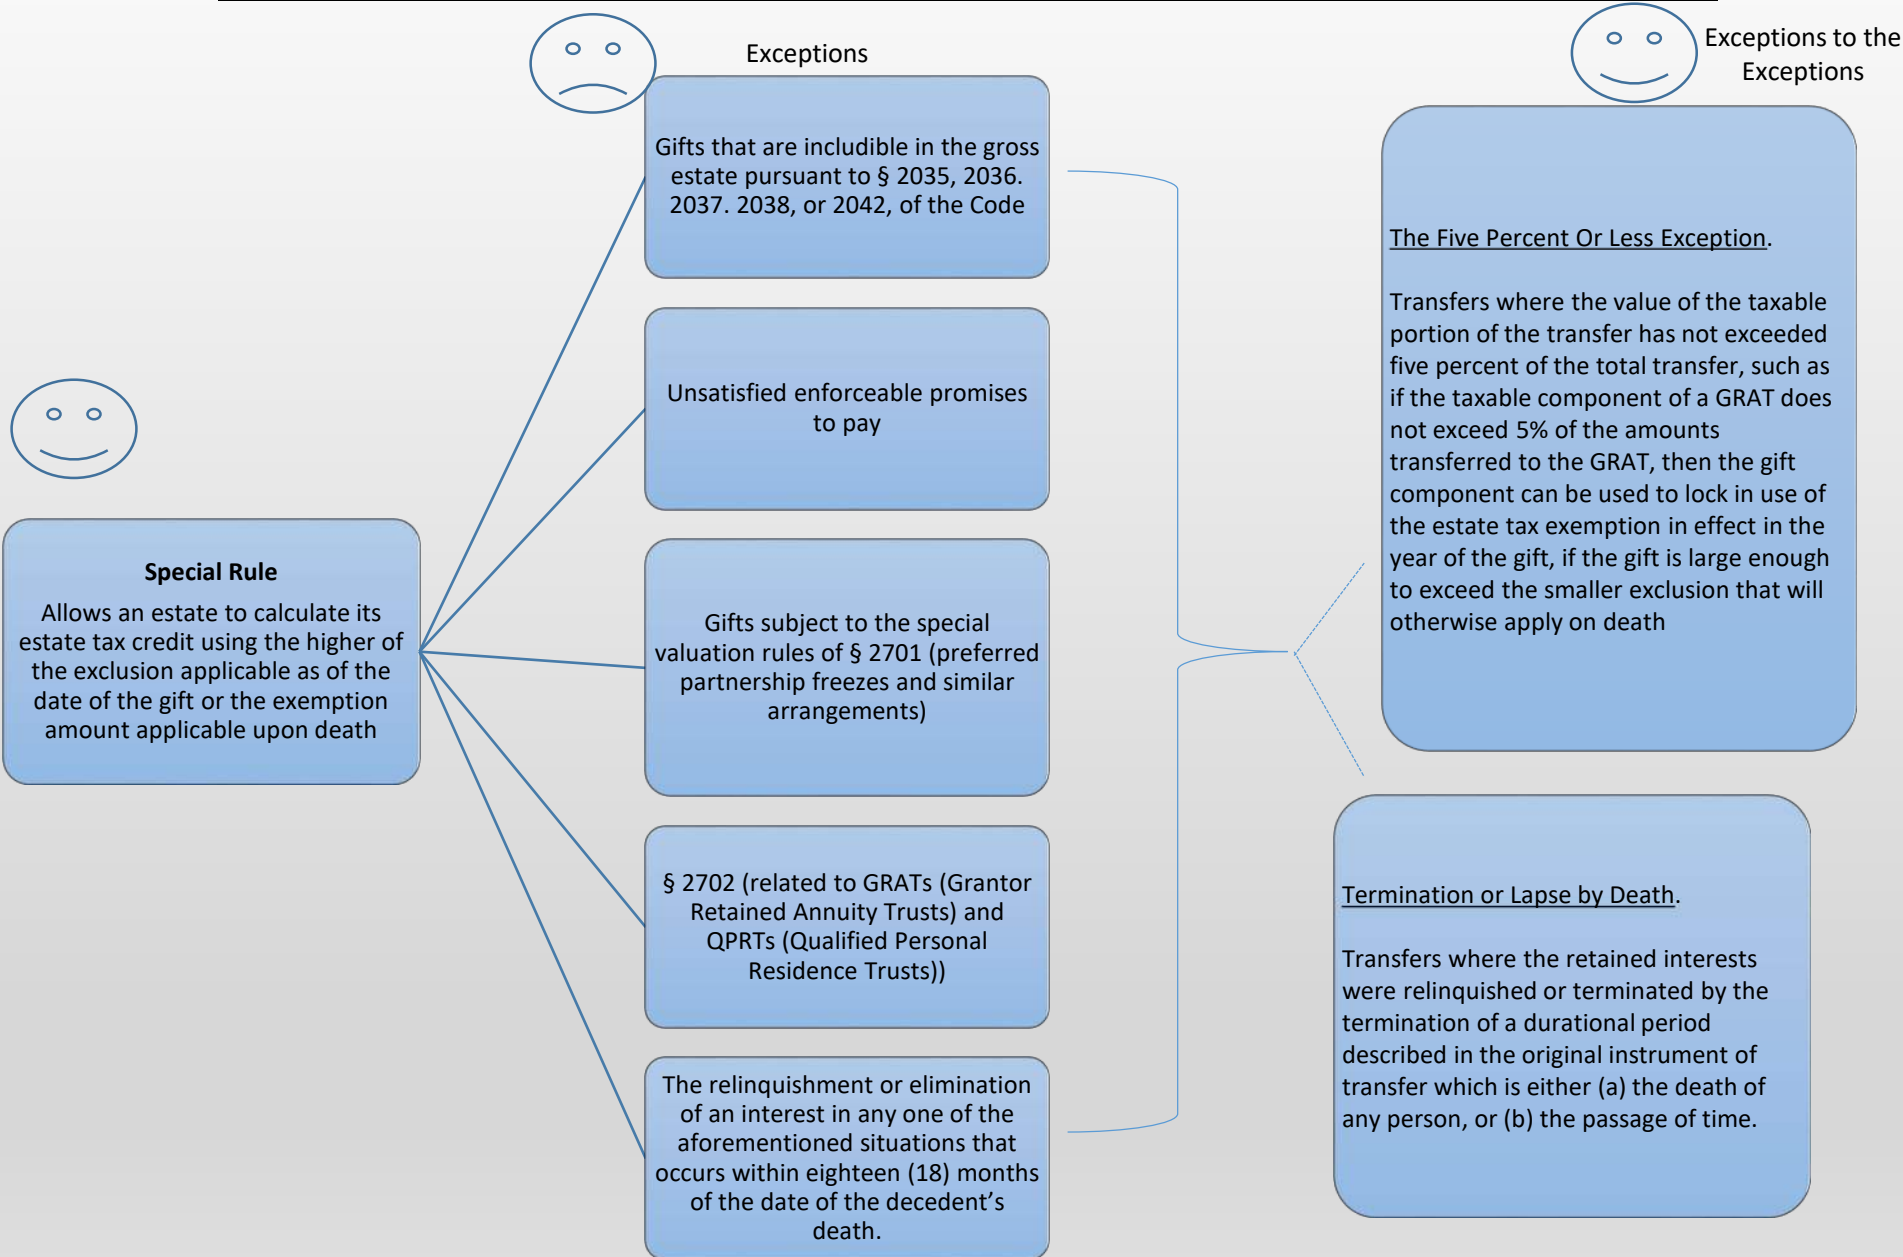 Exceptions
Exceptions to the
Exceptions
Gifts that are includible in the gross
estate pursuant to § 2035, 2036.
2037. 2038, or 2042, of the Code
Unsatisfied enforceable promises
to pay
Special Rule
Allows an estate to calculate its
estate tax credit using the higher of
the exclusion applicable as of the
date of the gift or the exemption
amount applicable upon death
Gifts subject to the special
valuation rules of § 2701 (preferred
partnership freezes and similar
arrangements)
§ 2702 (related to GRATs (Grantor
Retained Annuity Trusts) and
QPRTs (Qualified Personal
Residence Trusts))
The relinquishment or elimination
of an interest in any one of the
aforementioned situations that
occurs within eighteen (18) months
of the date of the decedent’s
death.
The Five Percent Or Less Exception.
Transfers where the value of the taxable
portion of the transfer has not exceeded
five percent of the total transfer, such as
if the taxable component of a GRAT does
not exceed 5% of the amounts
transferred to the GRAT, then the gift
component can be used to lock in use of
the estate tax exemption in effect in the
year of the gift, if the gift is large enough
to exceed the smaller exclusion that will
otherwise apply on death
Termination or Lapse by Death.
Transfers where the retained interests
were relinquished or terminated by the
termination of a durational period
described in the original instrument of
transfer which is either (a) the death of
any person, or (b) the passage of time.